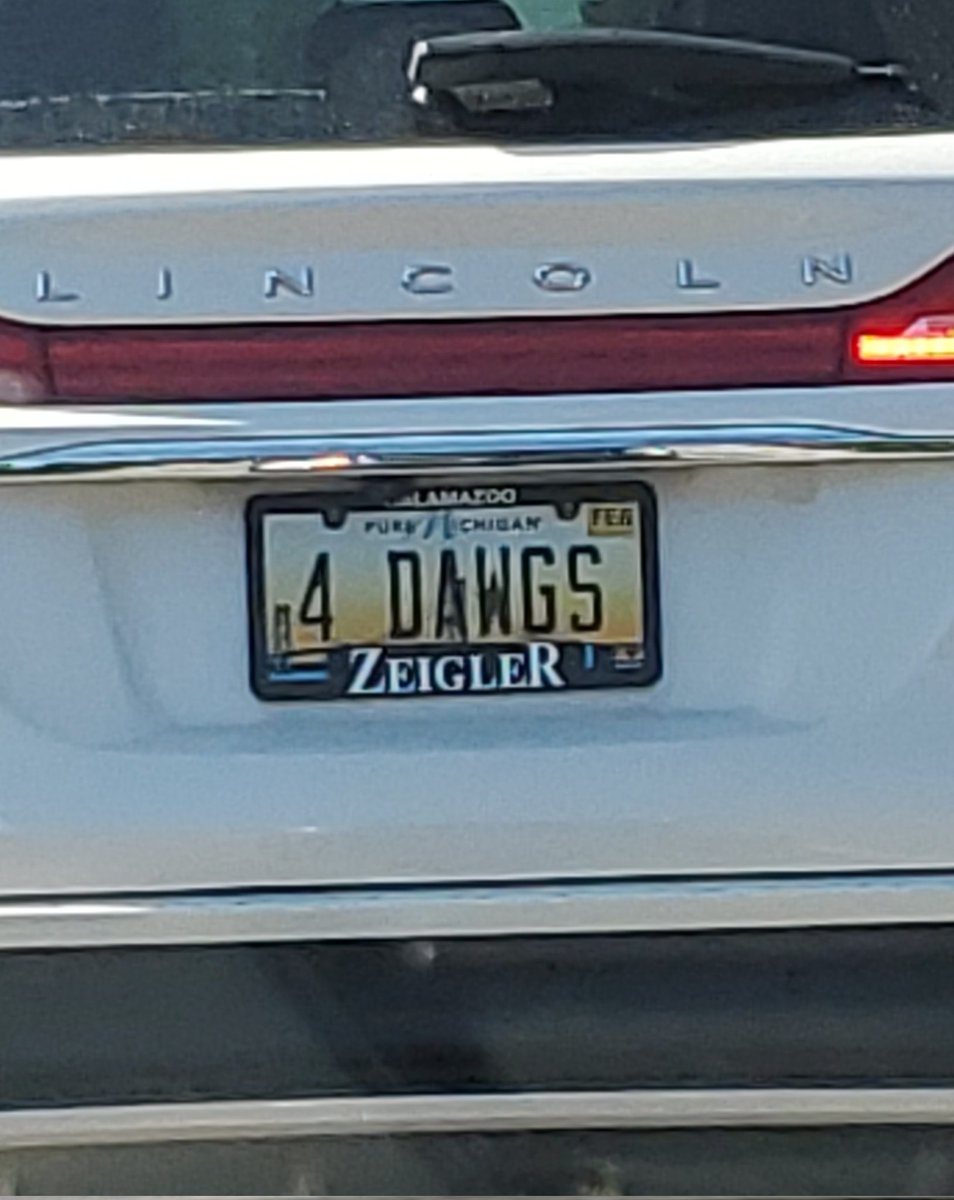 LINCOLN
KALAMAZOO
PURE MICHIGAN FEB
4 DAWGS
ZEIGLER